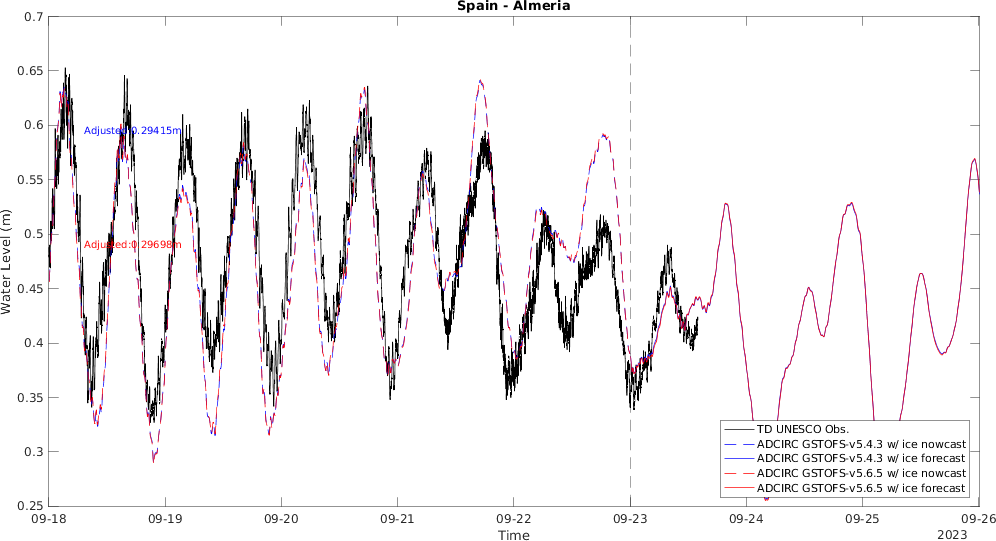 Spain - Almeria
0.7
0.65
0.6
0.55
0.5
0.45
0.4
0.35
0.3
0.25
Water Level (m)
Adjusted:0.29415m
Adjusted:0.29698m
TD UNESCO Obs.
ADCIRC GSTOFS-v5.4.3 w/ ice nowcast
ADCIRC GSTOFS-v5.4.3 w/ ice forecast
ADCIRC GSTOFS-v5.6.5 w/ ice nowcast
ADCIRC GSTOFS-v5.6.5 w/ ice forecast
09-18 09-19 09-20 09-21 09-22 09-23 09-24 09-25 09-26
Time
2023